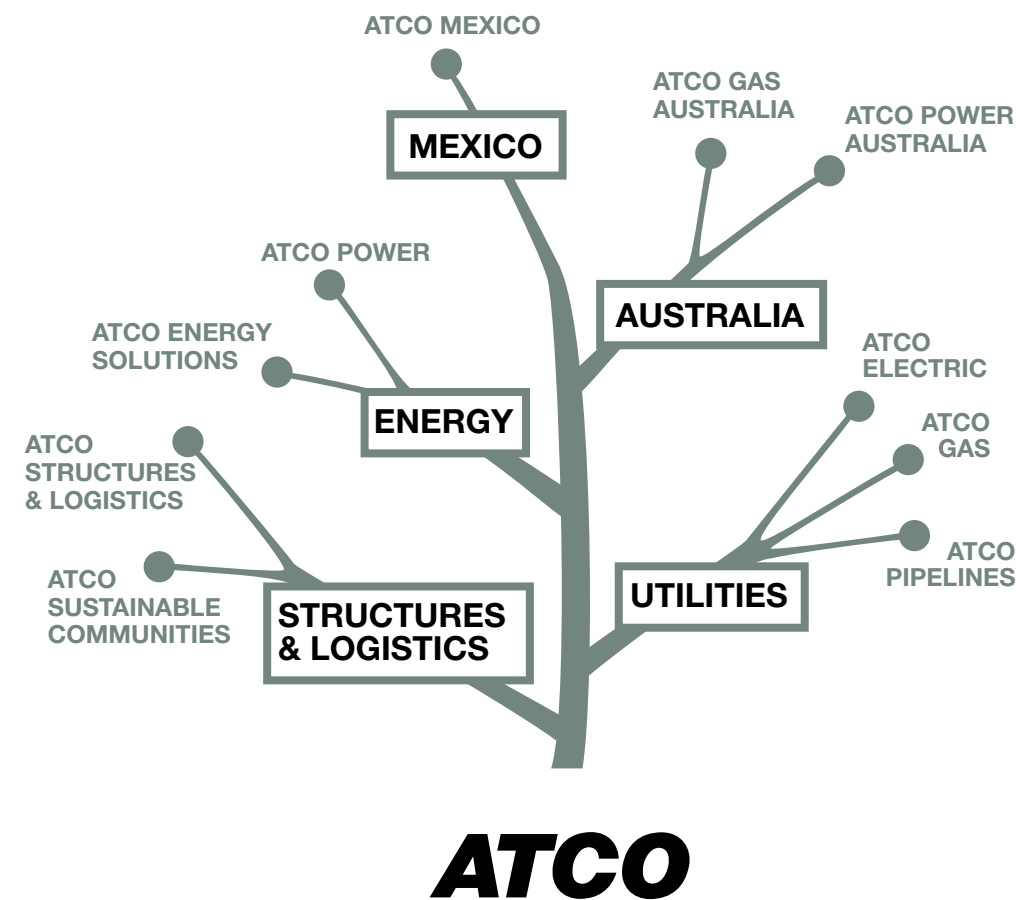 ATCO MEXICO
MEXICO
ATCO GAS
AUSTRALIA
ATCO POWER
AUSTRALIA
AUSTRALIA
ATCO POWER
ATCO ENERGY
SOLUTIONS
ENERGY
ATCO
ELECTRIC
ATCO
GAS
ATCO
PIPELINES
UTILITIES
ATCO
STRUCTURES
& LOGISTICS
ATCO
SUSTAINABLE
COMMUNITIES
STRUCTURES
& LOGISTICS
ATCO